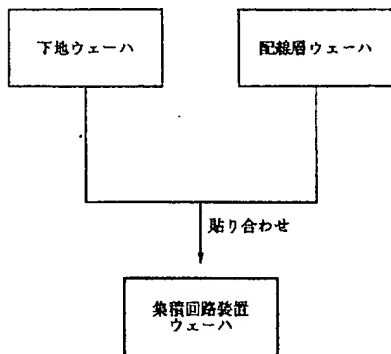 下地ウェーハ
配線層ウェーハ
貼り合わせ
集積回路装置
ウェーハ